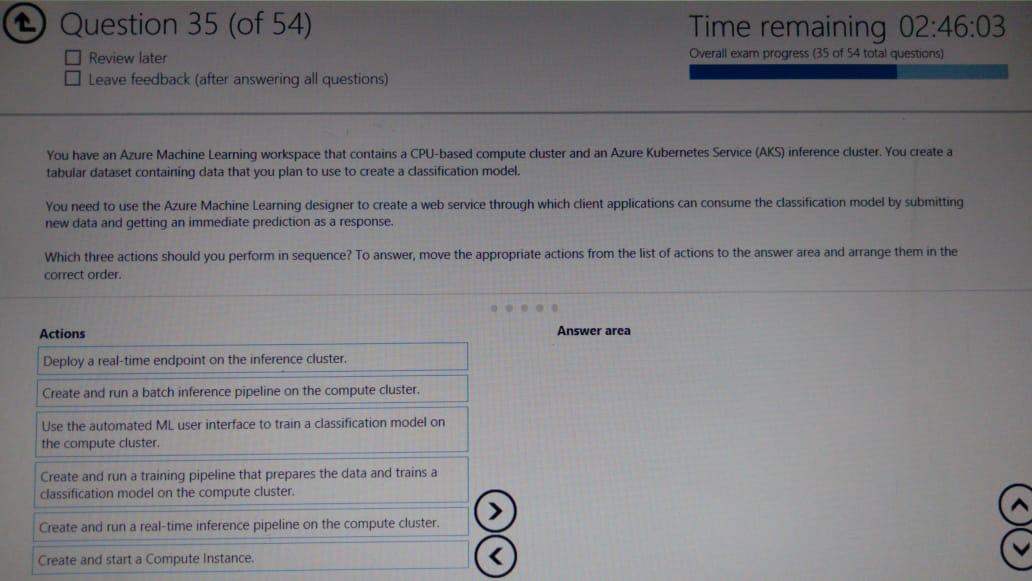 Question 35 (of 54)
Time remaining 02:46:03
Review later
Leave feedback (after answering all questions)
Overall exam progress (35 of 54 total questions)
You have an Azure Machine Learning workspace that contains a CPU-based compute cluster and an Azure Kubernetes Service (AKS) inference cluster. You create a
tabular dataset containing data that you plan to use to create a classification model.
You need to use the Azure Machine Learning designer to create a web service through which client applications can consume the classification model by submitting
new data and getting an immediate prediction as a response.
Which three actions should you perform in sequence? To answer, move the appropriate actions from the list of actions to the answer area and arrange them in the
correct order.
Actions
Answer area
Deploy a real-time endpoint on the inference cluster.
Create and run a batch inference pipeline on the compute cluster.
Use the automated ML user interface to train a classification model on
the compute cluster.
Create and run a training pipeline that prepares the data and trains a
classification model on the compute cluster.
Create and run a real-time inference pipeline on the compute cluster.
Create and start a Compute Instance.